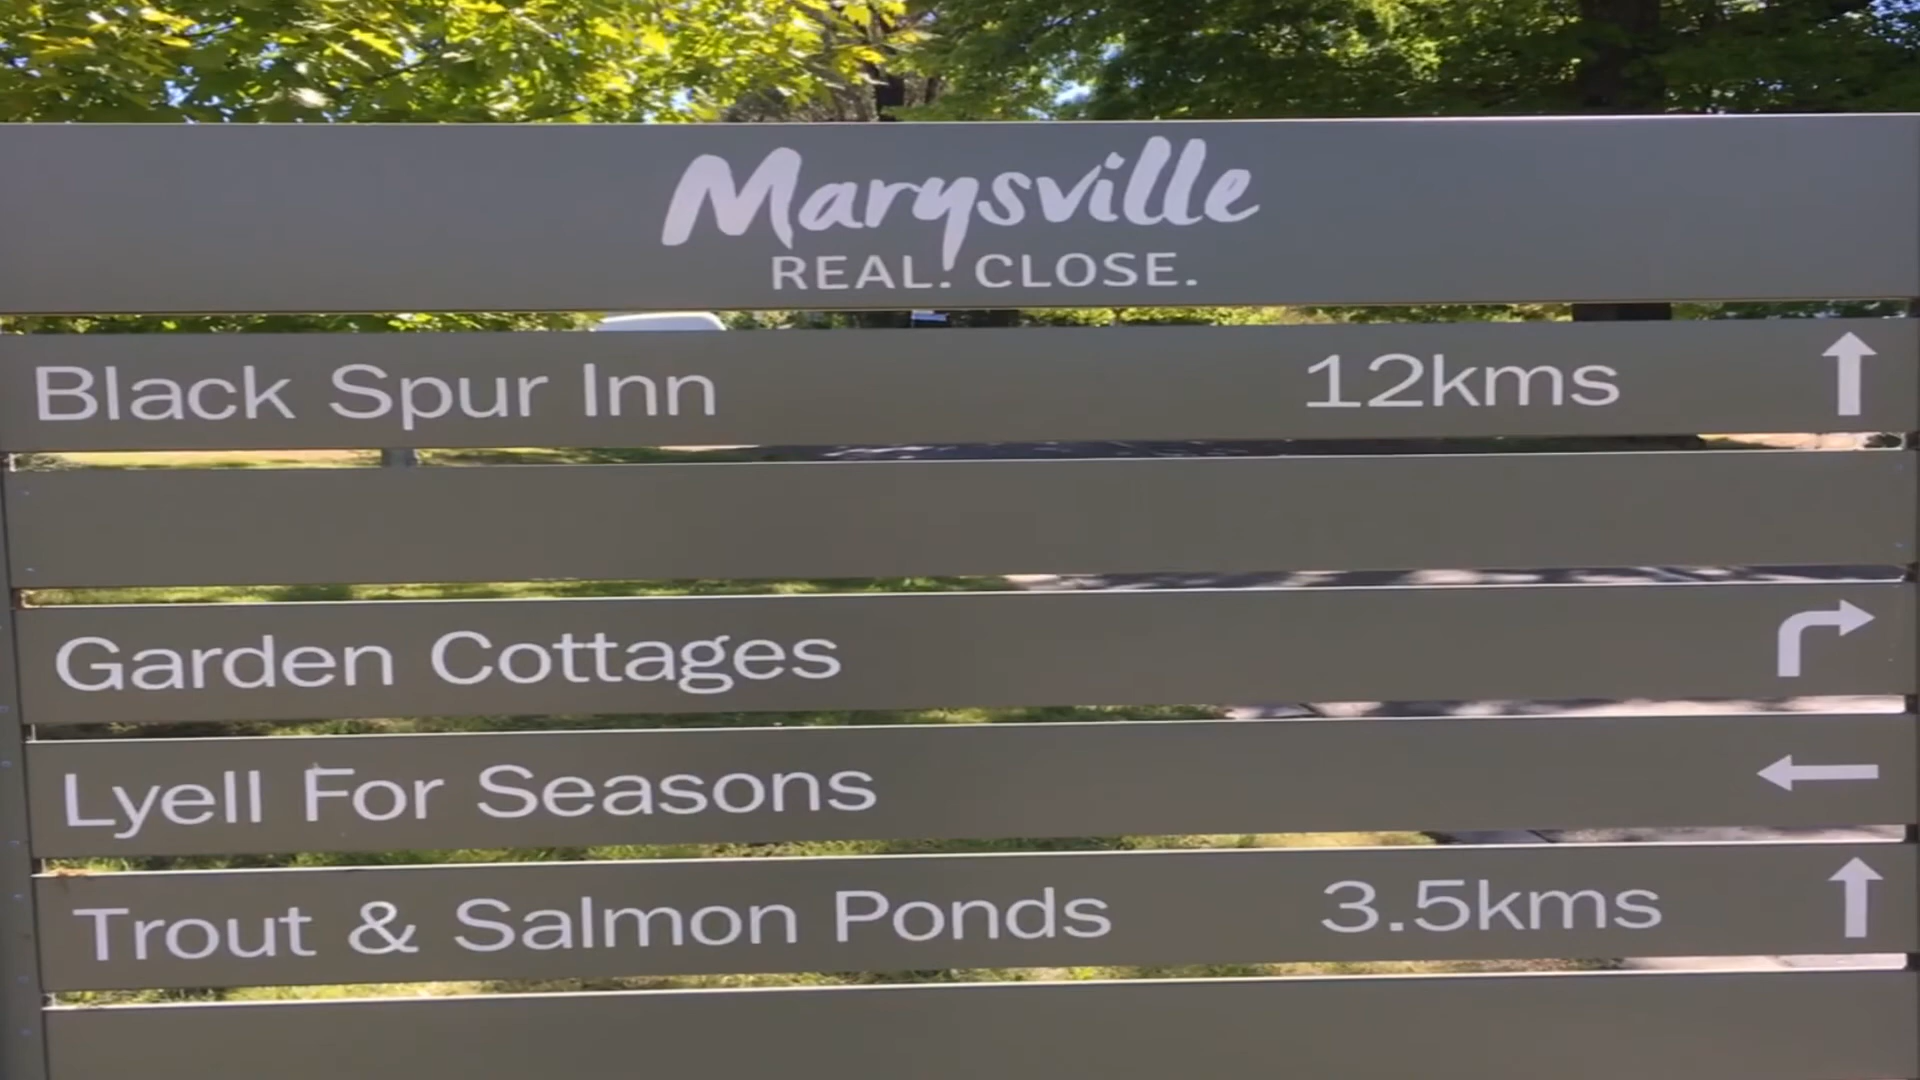 Marysville
REAL. CLOSE.
Black Spur Inn 12kms ↑
Garden Cottages ↱
Lyell For Seasons ←
Trout & Salmon Ponds 3.5kms ↑